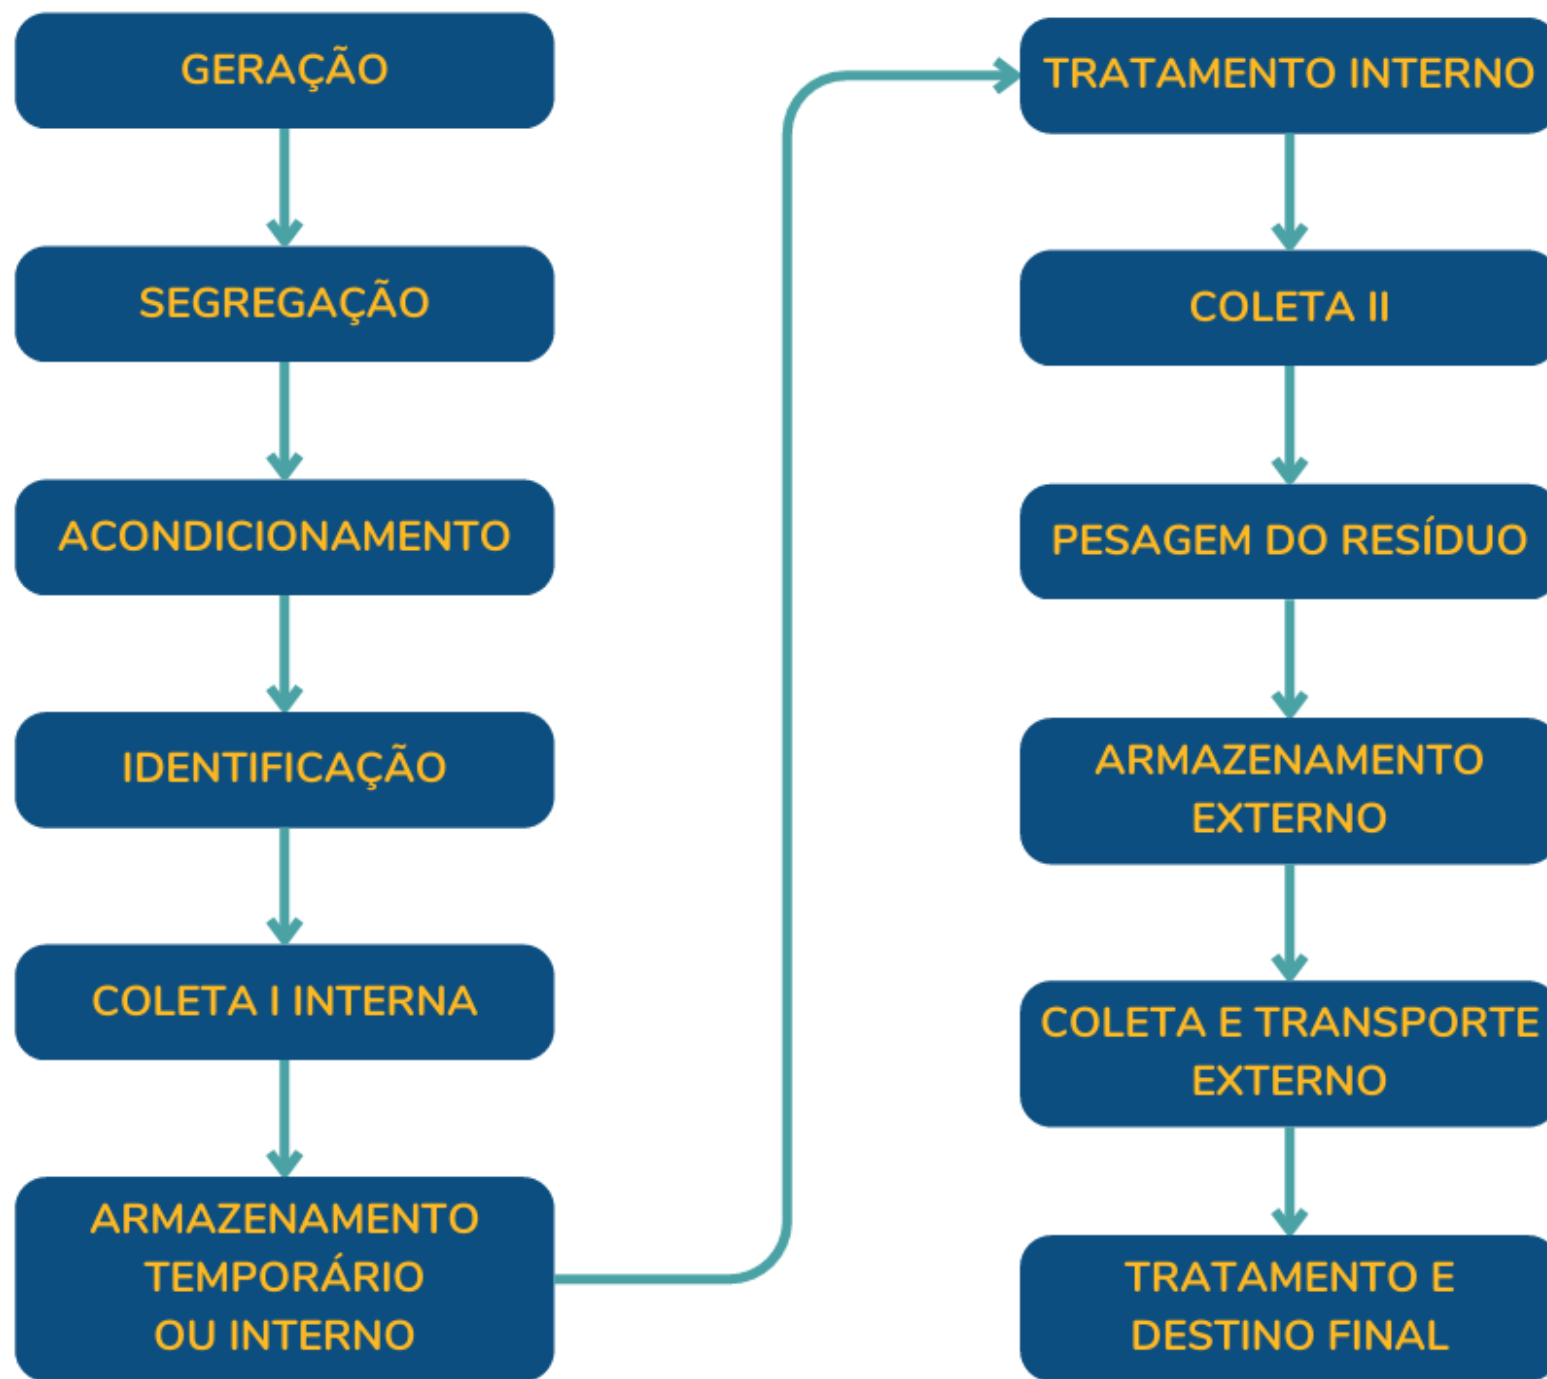 GERAÇÃO
SEGREGAÇÃO
ACONDICIONAMENTO
IDENTIFICAÇÃO
COLETA I INTERNA
ARMAZENAMENTO
TEMPORÁRIO
OU INTERNO
TRATAMENTO INTERNO
COLETA II
PESAGEM DO RESÍDUO
ARMAZENAMENTO
EXTERNO
COLETA E TRANSPORTE
EXTERNO
TRATAMENTO E
DESTINO FINAL